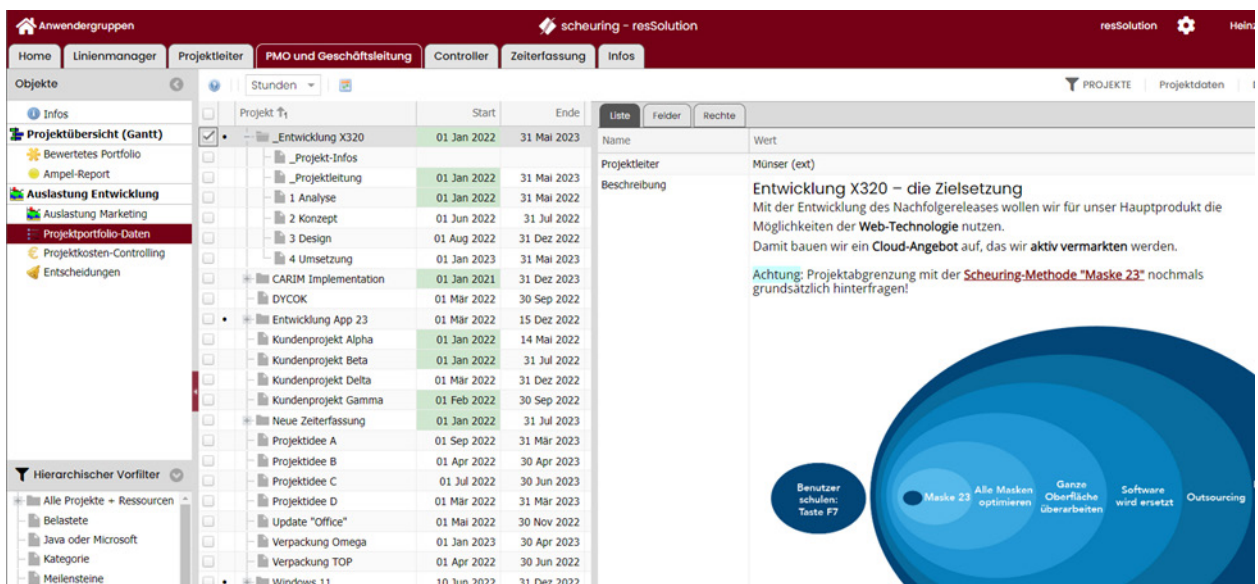 Anwendergruppen
scheuring - resSolution
resSolution
Home Linienmanager Projektleiter PMO und Geschäftsleitung Controller Zeiterfassung Infos
Objekte
Infos
Projektübersicht (Gantt)
Bewertetes Portfolio
Ampel-Report
Auslastung Entwicklung
Auslastung Marketing
Projektportfolio-Daten
Projektkosten-Controlling
Entscheidungen
Hierarchischer Vorfilter
Alle Projekte + Ressourcen
Belastete
Java oder Microsoft
Kategorie
Meilensteine
Stunden
PROJEKTE Projektdaten
Projekt Start Ende
_Entwicklung X320 01 Jan 2022 31 Mai 2023
_Projekt-Infos
_Projektleitung 01 Jan 2022 31 Mai 2023
1 Analyse 01 Jan 2022 31 Mai 2022
2 Konzept 01 Jun 2022 31 Jul 2022
3 Design 01 Aug 2022 31 Dez 2022
4 Umsetzung 01 Jan 2023 31 Mai 2023
CARIM Implementation 01 Jan 2021 31 Dez 2023
DYCOK 01 Mär 2022 30 Sep 2022
Entwicklung App 23 01 Mär 2022 15 Dez 2022
Kundenprojekt Alpha 01 Jan 2022 14 Mai 2022
Kundenprojekt Beta 01 Jan 2022 31 Jul 2022
Kundenprojekt Delta 01 Mär 2022 31 Dez 2022
Kundenprojekt Gamma 01 Feb 2022 30 Sep 2022
Neue Zeiterfassung 01 Jan 2022 31 Jul 2023
Projektidee A 01 Sep 2022 31 Mär 2023
Projektidee B 01 Apr 2022 30 Apr 2023
Projektidee C 01 Jul 2022 30 Jun 2023
Projektidee D 01 Mär 2022 31 Mär 2023
Update "Office" 01 Mai 2022 30 Nov 2022
Verpackung Omega 01 Jan 2023 30 Apr 2023
Verpackung TOP 01 Apr 2022 30 Jun 2022
Windows 11 10 Jun 2022 31 Dez 2022
Liste Felder Rechte
Name Wert
Projektleiter Münser (ext)
Beschreibung
Entwicklung X320 – die Zielsetzung
Mit der Entwicklung des Nachfolgereleases wollen wir für unser Hauptprodukt die
Möglichkeiten der Web-Technologie nutzen.
Damit bauen wir ein Cloud-Angebot auf, das wir aktiv vermarkten werden.
Achtung: Projektabgrenzung mit der Scheuring-Methode "Maske 23" nochmals
grundsätzlich hinterfragen!
Benutzer
schulen:
Taste F7
Maske 23
Alle Masken
optimieren
Ganze
Oberfläche
überarbeiten
Software
wird ersetzt
Outsourcing